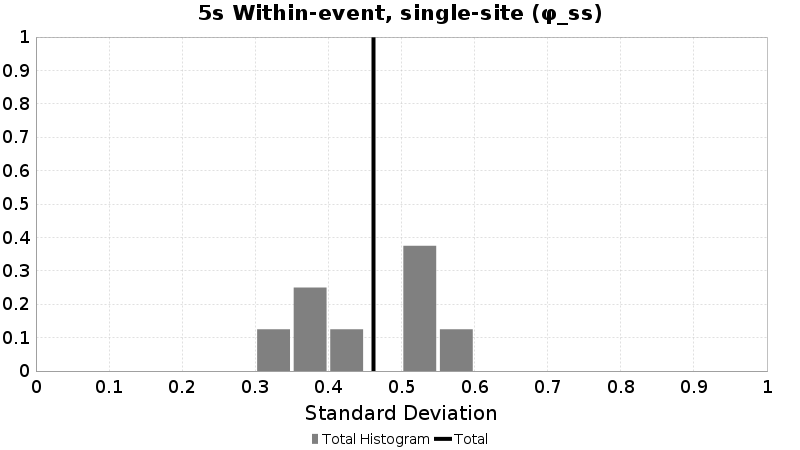 5s Within-event, single-site (φ_ss)
1
0.9
0.8
0.7
0.6
0.5
0.4
0.3
0.2
0.1
0
0 0.1 0.2 0.3 0.4 0.5 0.6 0.7 0.8 0.9 1
Standard Deviation
Total Histogram Total